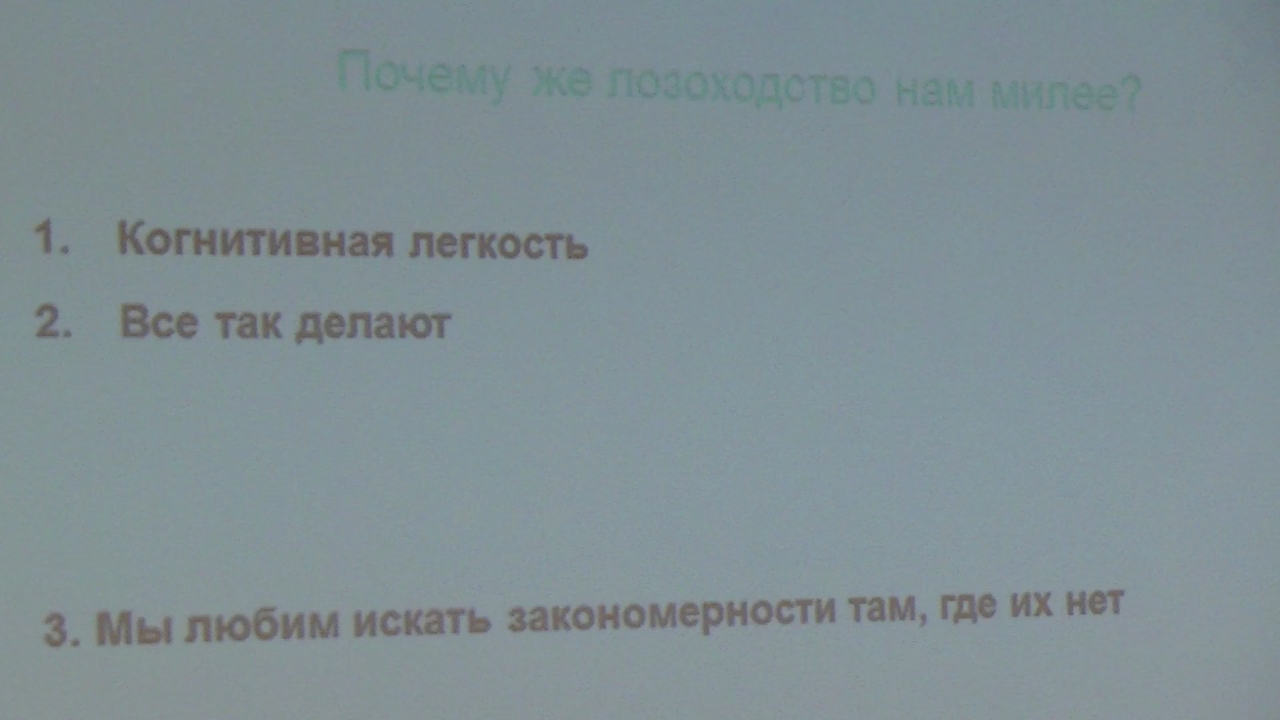 Почему же лозоходство нам милее?
1. Когнитивная легкость
2. Все так делают
3. Мы любим искать закономерности там, где их нет